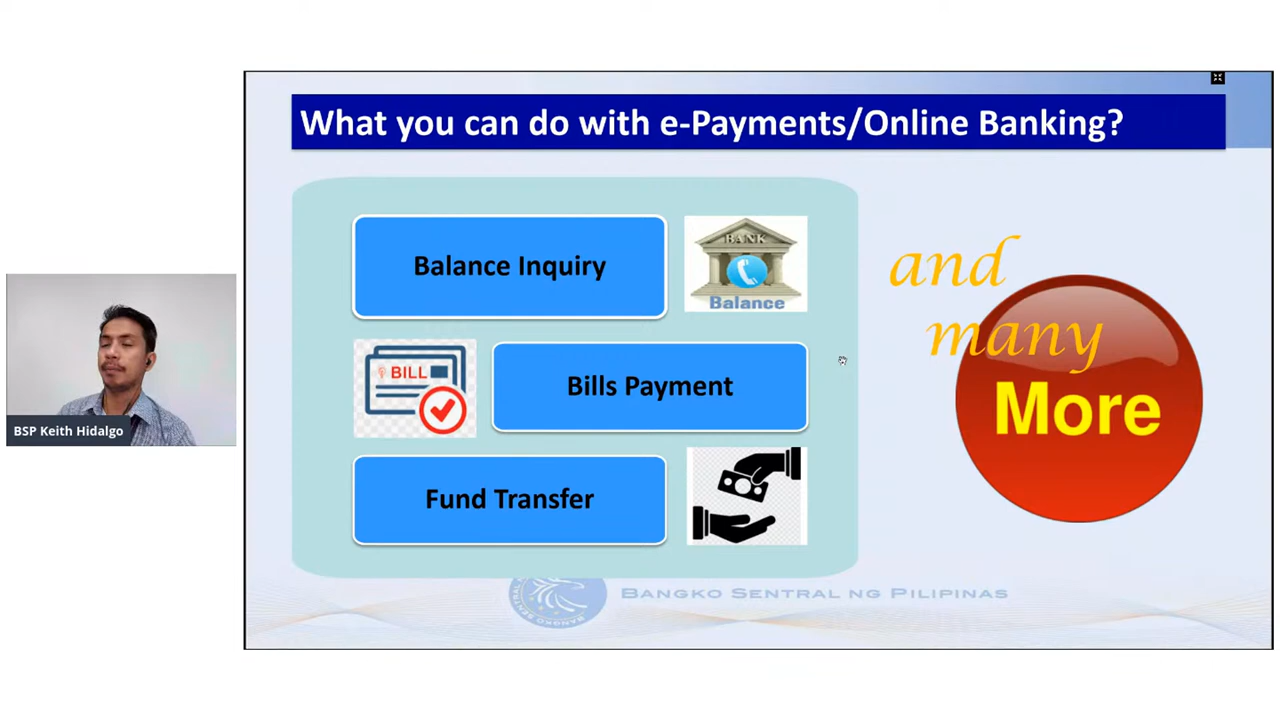 What you can do with e-Payments/Online Banking?
Balance Inquiry
BANK
Balance
and
many
More
BILL
Bills Payment
Fund Transfer
BANGKO SENTRAL NG PILIPINAS
BSP Keith Hidalgo